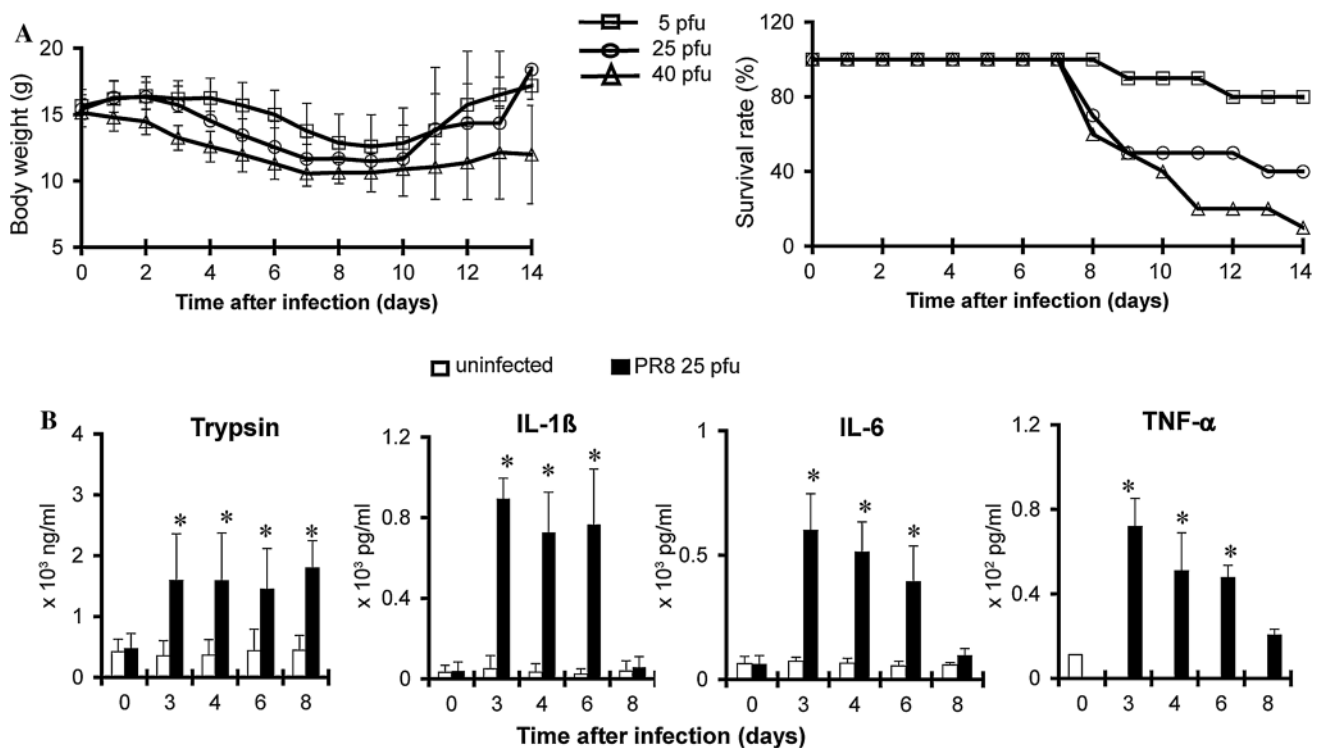 A
5 pfu
25 pfu
40 pfu
Body weight (g)
20
15
10
5
0 2 4 6 8 10 12 14
Time after infection (days)
Survival rate (%)
120
80
40
0
0 2 4 6 8 10 12 14
Time after infection (days)
uninfected PR8 25 pfu
B
Trypsin
x 10³ ng/ml
4
3
2
1
0
0 3 4 6 8
* * * *
IL-1ß
x 10³ pg/ml
1.2
0.8
0.4
0
0 3 4 6 8
* * *
IL-6
x 10³ pg/ml
1
0.5
0
0 3 4 6 8
* * *
TNF-α
x 10² pg/ml
1.2
0.8
0.4
0
0 3 4 6 8
* * *
Time after infection (days)